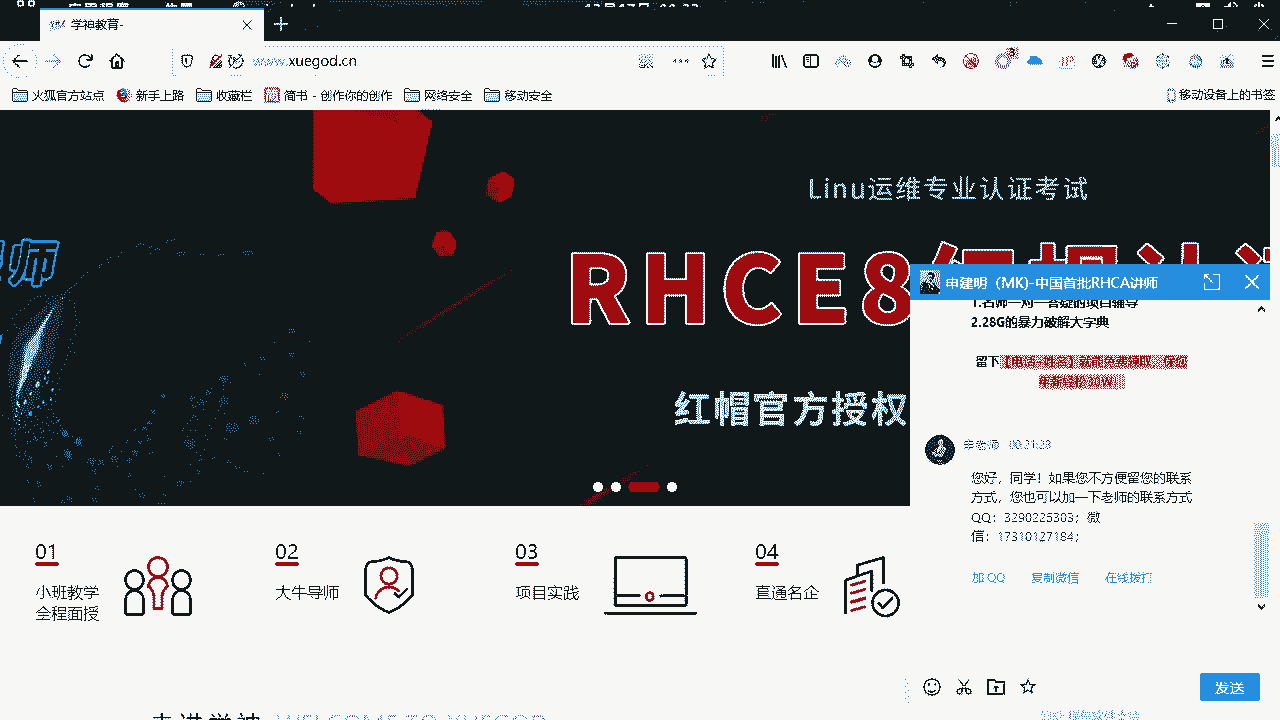 学神教育-
www.xuegod.cn
火狐官方站点 新手上路 收藏栏 简书 - 创作你的创作 网络安全 移动安全 移动设备上的书签
Linu运维专业认证考试
RHCE8
红帽官方授权
申建明（MK)-中国首批RHCA讲师
1.名师一对一答疑的项目辅导
2.28G的暴力破解大字典
留下
您好，同学！如果您不方便留您的联系
方式，您也可以加一下老师的联系方式
QQ：3290225303；微
信：17310127184；
加QQ 复制微信 在线拨打
发送
01 02 03 04
小班教学 大牛导师 项目实践 直通名企
全程面授
走进学神 WELCOME TO XUEGOD